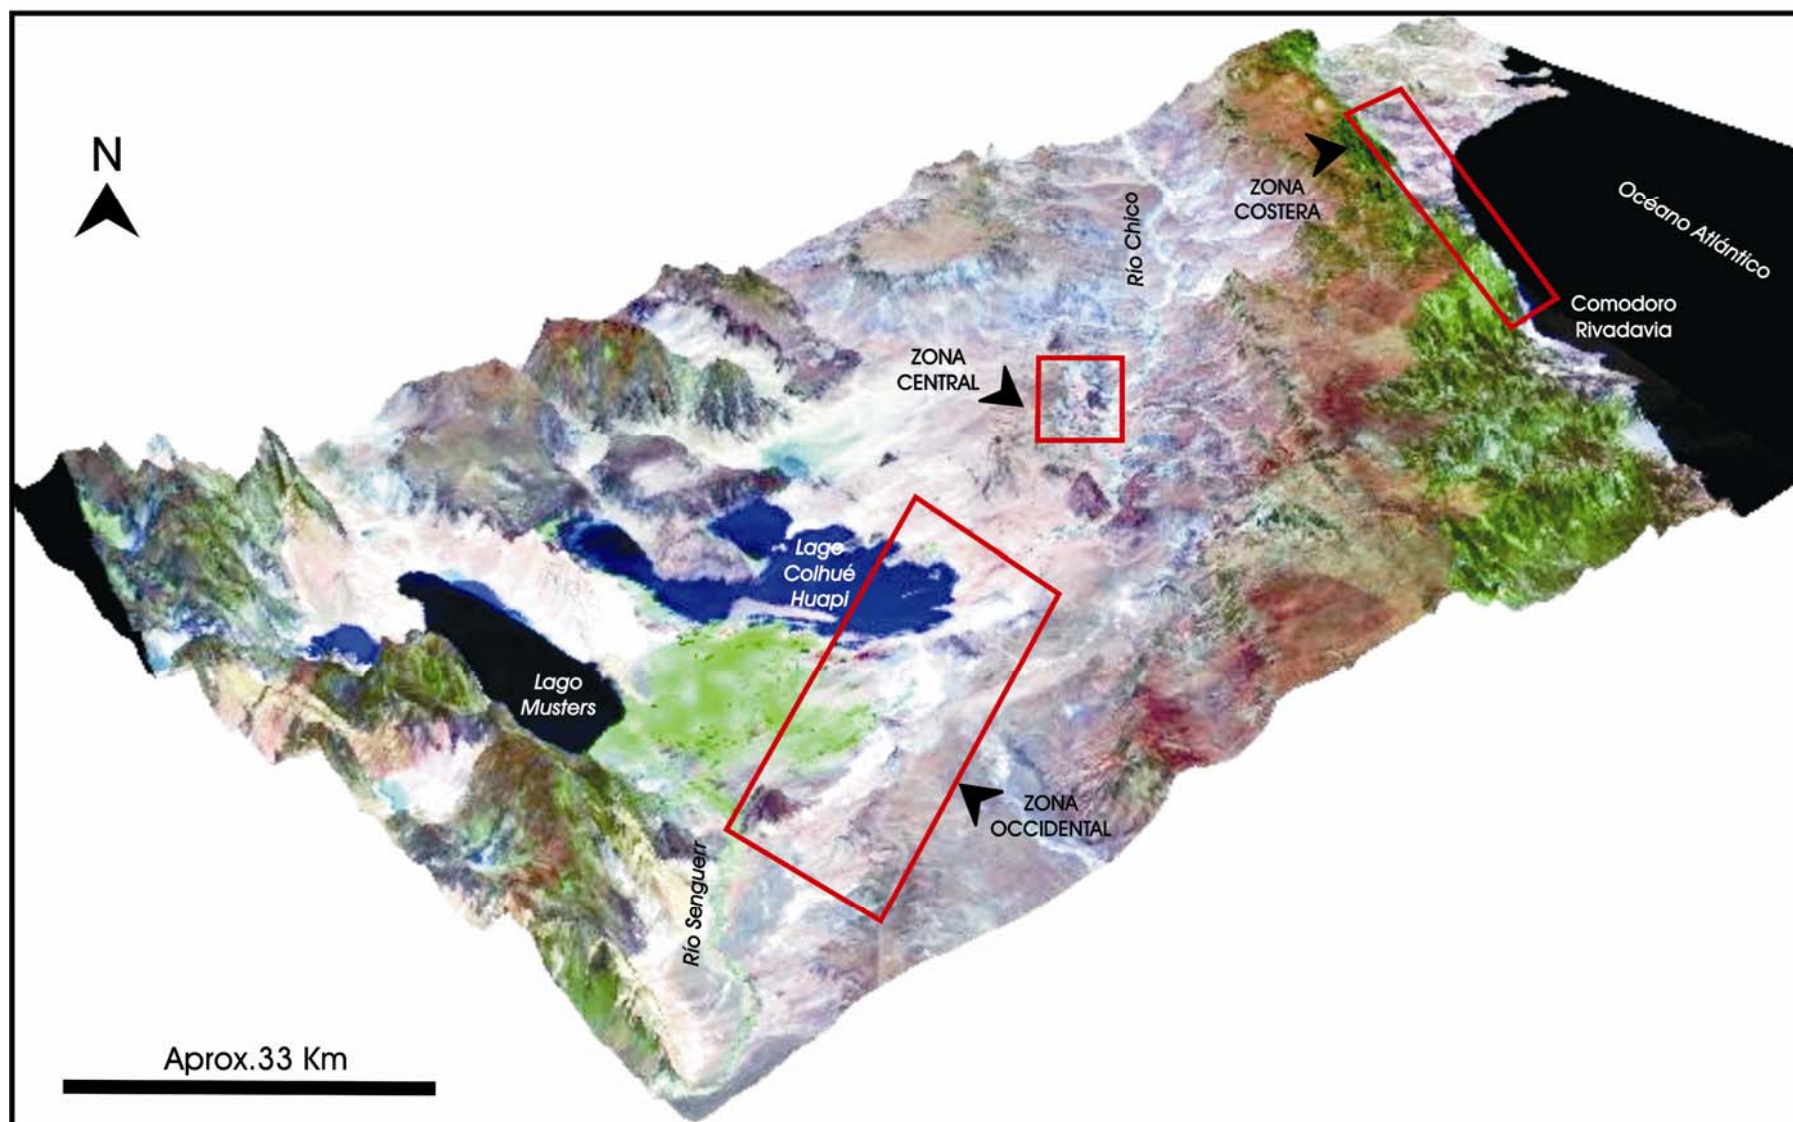 N
ZONA
COSTERA
Océano Atlántico
Río Chico
Comodoro
Rivadavia
ZONA
CENTRAL
Lago
Colhué
Huapi
Lago
Musters
ZONA
OCCIDENTAL
Río Senguerr
Aprox.33 Km